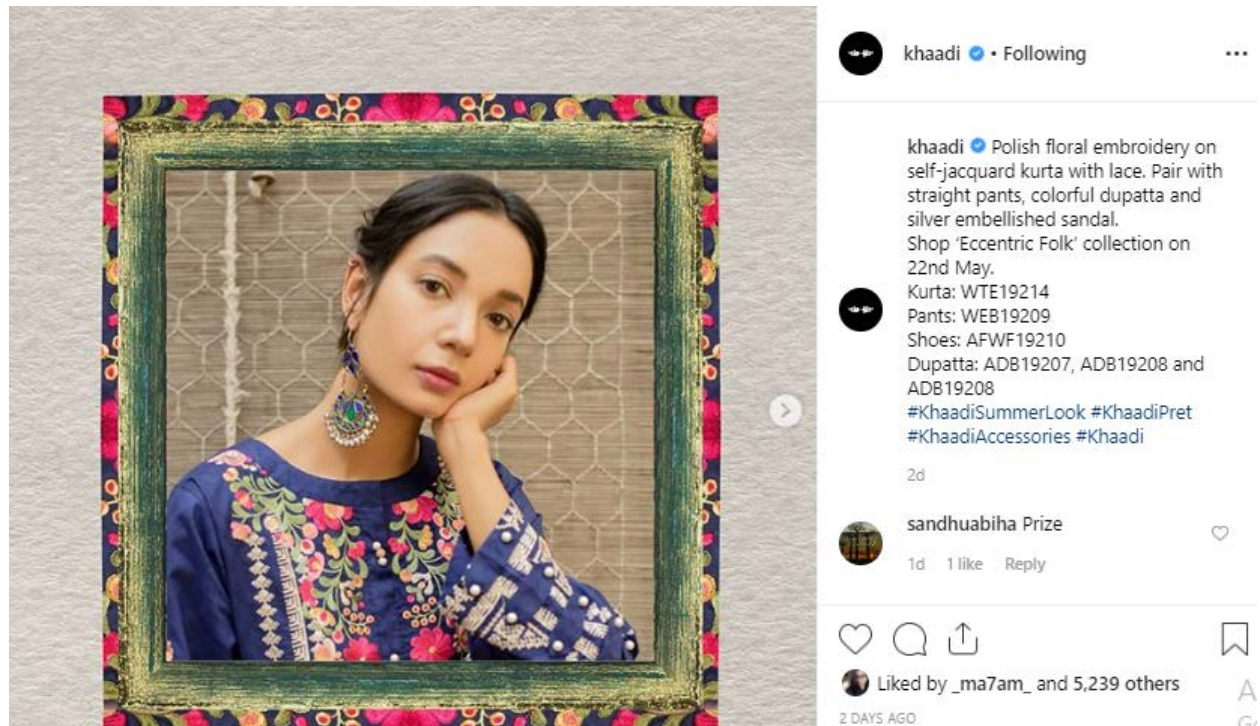 khaadi • Following
khaadi Polish floral embroidery on
self-jacquard kurta with lace. Pair with
straight pants, colorful dupatta and
silver embellished sandal.
Shop ‘Eccentric Folk’ collection on
22nd May.
Kurta: WTE19214
Pants: WEB19209
Shoes: AFWF19210
Dupatta: ADB19207, ADB19208 and
ADB19208
#KhaadiSummerLook #KhaadiPret
#KhaadiAccessories #Khaadi
2d
sandhuabiha Prize
1d 1 like Reply
Liked by _ma7am_ and 5,239 others
2 DAYS AGO